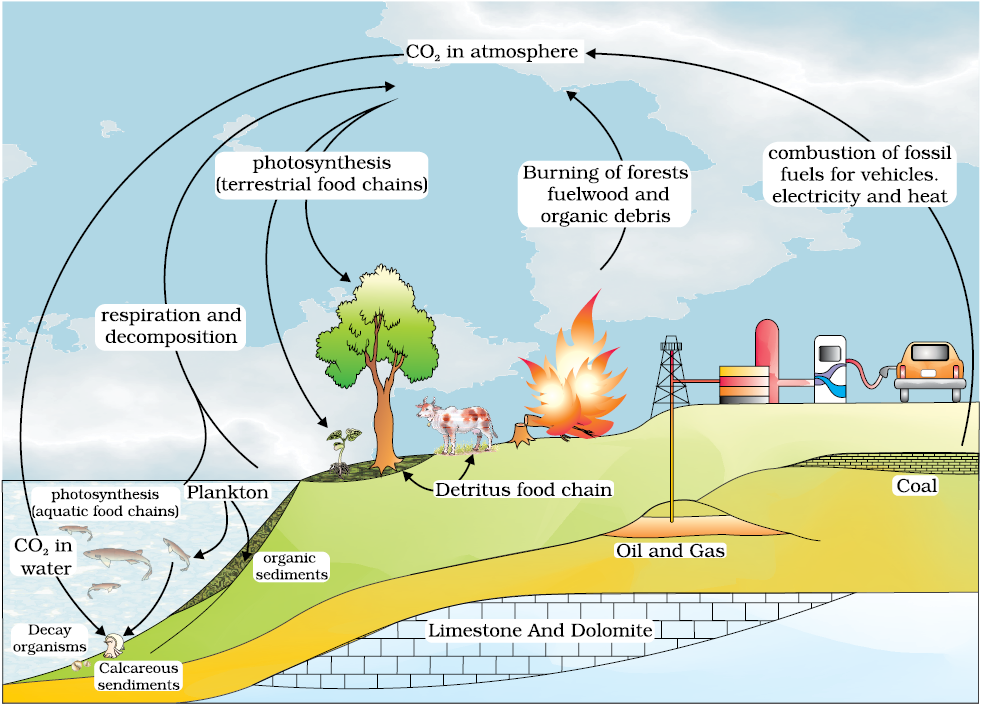 CO₂ in atmosphere
photosynthesis
(terrestrial food chains)
Burning of forests
fuelwood and
organic debris
combustion of fossil
fuels for vehicles.
electricity and heat
respiration and
decomposition
photosynthesis
(aquatic food chains)
Plankton
Detritus food chain
Coal
CO₂ in
water
organic
sediments
Oil and Gas
Decay
organisms
Calcareous
sendiments
Limestone And Dolomite